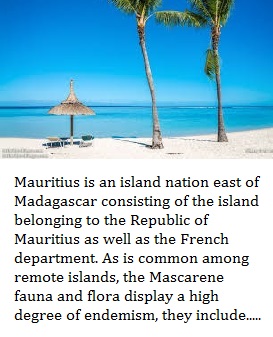 Mauritius is an island nation east of
Madagascar consisting of the island
belonging to the Republic of
Mauritius as well as the French
department. As is common among
remote islands, the Mascarene
fauna and flora display a high
degree of endemism, they include.....